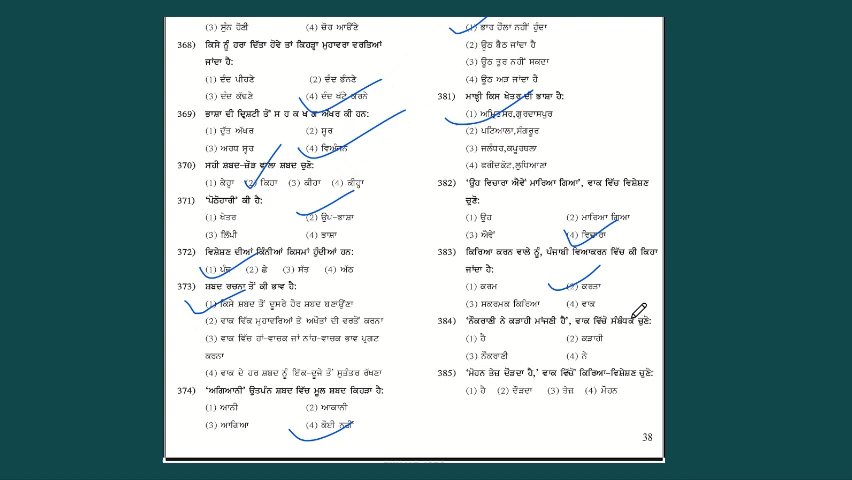 (3) ਸੁੰਨ ਹੋਣੀ (4) ਚੋਰ ਆਉਣੇ
368) ਕਿਸੇ ਨੂੰ ਹਰਾ ਦਿੱਤਾ ਹੋਵੇ ਤਾਂ ਕਿਹੜਾ ਮੁਹਾਵਰਾ ਵਰਤਿਆ
ਜਾਂਦਾ ਹੈ:
(1) ਦੰਦ ਪੀਹਣੇ (2) ਦੰਦ ਭੰਨਣੇ
(3) ਦੰਦ ਕੱਢਣੇ (4) ਦੰਦ ਖੱਟੇ ਕਰਨੇ
369) ਭਾਸ਼ਾ ਦੀ ਦ੍ਰਿਸ਼ਟੀ ਤੋਂ ਸ ਹ ਕ ਖ ਗ ਅੱਖਰ ਕੀ ਹਨ:
(1) ਦੁੱਤ ਅੱਖਰ (2) ਸੂਰ
(3) ਅਰਧ ਸ੍ਵਰ (4) ਵਿਅੰਜਨ
370) ਸਹੀ ਸ਼ਬਦ-ਜੋੜ ਵਾਲਾ ਸ਼ਬਦ ਚੁਣੋ:
(1) ਕੇਹਾ (2) ਕਿਹਾ (3) ਕੀਹਾ (4) ਕੀਹ੍ਹਾ
371) 'ਪੋਠੋਹਾਰੀ' ਕੀ ਹੈ:
(1) ਖੇਤਰ (2) ਉਪ-ਭਾਸ਼ਾ
(3) ਲਿੱਪੀ (4) ਭਾਸ਼ਾ
372) ਵਿਸ਼ੇਸ਼ਣ ਦੀਆਂ ਕਿੰਨੀਆਂ ਕਿਸਮਾਂ ਹੁੰਦੀਆਂ ਹਨ:
(1) ਪੰਜ (2) ਛੇ (3) ਸੱਤ (4) ਅੱਠ
373) ਸ਼ਬਦ ਰਚਨਾ ਤੋਂ ਕੀ ਭਾਵ ਹੈ:
(1) ਕਿਸੇ ਸ਼ਬਦ ਤੋਂ ਦੂਸਰੇ ਹੋਰ ਸ਼ਬਦ ਬਣਾਉਣਾ
(2) ਵਾਕ ਵਿਕ ਮੁਹਾਵਰਿਆਂ ਤੇ ਅਖੌਤਾਂ ਦੀ ਵਰਤੋਂ ਕਰਨਾ
(3) ਵਾਕ ਵਿੱਚ ਹਾਂ-ਵਾਚਕ ਜਾਂ ਨਾਂਹ-ਵਾਚਕ ਭਾਵ ਪ੍ਰਗਟ
ਕਰਨਾ
(4) ਵਾਕ ਦੇ ਹਰ ਸ਼ਬਦ ਨੂੰ ਇੱਕ-ਦੂਜੇ ਤੋਂ ਸੁਤੰਤਰ ਰੱਖਣਾ
374) 'ਅਗਿਆਨੀ' ਉਤਪੰਨ ਸ਼ਬਦ ਵਿੱਚ ਮੂਲ ਸ਼ਬਦ ਕਿਹੜਾ ਹੈ:
(1) ਆਨੀ (2) ਆਕਾਨੀ
(3) ਆਗਿਆ (4) ਕੋਈ ਨਹੀਂ
(1) ਭਾਰ ਹੌਲਾ ਨਹੀਂ ਹੁੰਦਾ
(2) ਉਠ ਬੈਠ ਜਾਂਦਾ ਹੈ
(3) ਉਠ ਤੁਰ ਨਹੀਂ ਸਕਦਾ
(4) ਉਠ ਅੜ ਜਾਂਦਾ ਹੈ
381) ਮਾਝੀ ਕਿਸ ਖੇਤਰ ਦੀ ਭਾਸ਼ਾ ਹੈ:
(1) ਅੰਮ੍ਰਿਤਸਰ,ਗੁਰਦਾਸਪੁਰ
(2) ਪਟਿਆਲਾ,ਸੰਗਰੂਰ
(3) ਜਲੰਧਰ,ਕਪੂਰਥਲਾ
(4) ਫਰੀਦਕੋਟ,ਲੁਧਿਆਣਾ
382) 'ਉਹ ਵਿਚਾਰਾ ਐਵੇਂ ਮਾਰਿਆ ਗਿਆ', ਵਾਕ ਵਿੱਚ ਵਿਸ਼ੇਸ਼ਣ
ਚੁਣੋ:
(1) ਉਹ (2) ਮਾਰਿਆ ਗਿਆ
(3) ਐਵੇਂ (4) ਵਿਚਾਰਾ
383) ਕਿਰਿਆ ਕਰਨ ਵਾਲੇ ਨੂੰ, ਪੰਜਾਬੀ ਵਿਆਕਰਨ ਵਿੱਚ ਕੀ ਕਿਹਾ
ਜਾਂਦਾ ਹੈ:
(1) ਕਰਮ (2) ਕਰਤਾ
(3) ਸਕਰਮਕ ਕਿਰਿਆ (4) ਵਾਕ
384) 'ਨੌਕਰਾਣੀ ਨੇ ਕੜਾਹੀ ਮਾਂਜਣੀ ਹੈ', ਵਾਕ ਵਿੱਚੋਂ ਸੰਬੰਧਕ ਚੁਣੋ:
(1) ਹੈ (2) ਕੜਾਹੀ
(3) ਨੌਕਰਾਣੀ (4) ਨੇ
385) 'ਮੋਹਨ ਤੇਜ਼ ਦੌੜਦਾ ਹੈ,' ਵਾਕ ਵਿੱਚੋਂ ਕਿਰਿਆ-ਵਿਸ਼ੇਸ਼ਣ ਚੁਣੋ:
(1) ਹੈ (2) ਦੌੜਦਾ (3) ਤੇਜ਼ (4) ਮੋਹਨ
38